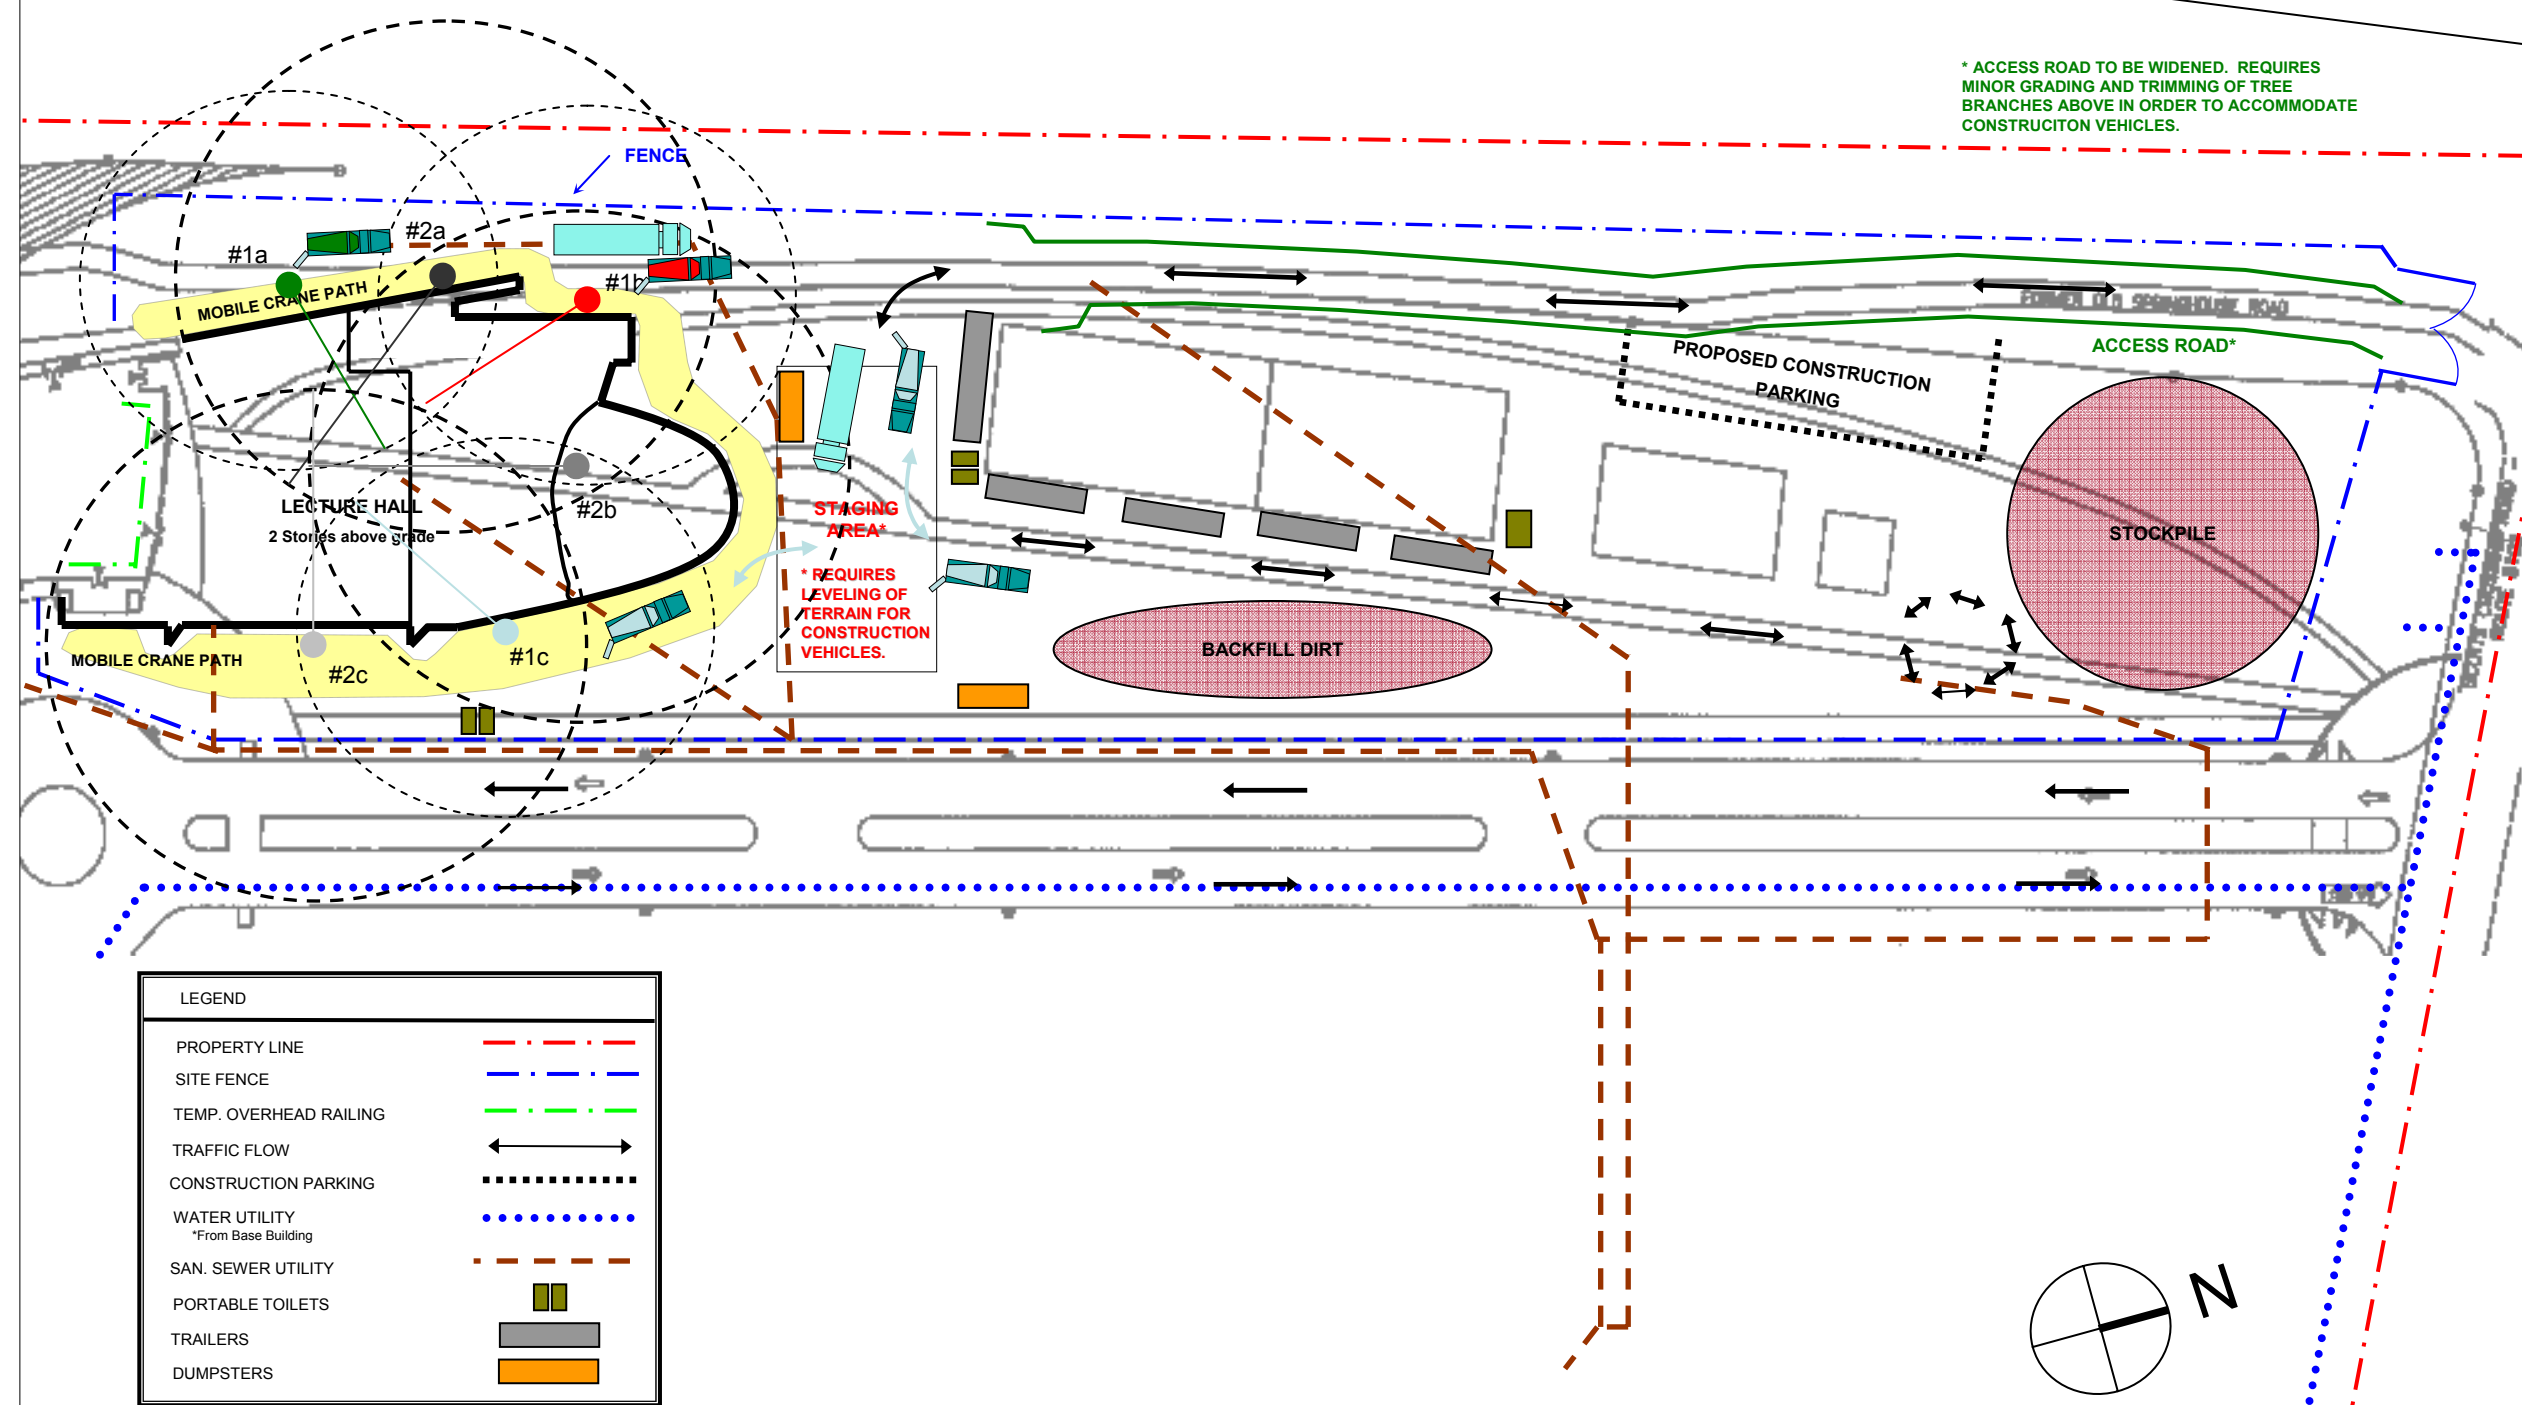 * ACCESS ROAD TO BE WIDENED. REQUIRES
MINOR GRADING AND TRIMMING OF TREE
BRANCHES ABOVE IN ORDER TO ACCOMMODATE
CONSTRUCITON VEHICLES.
FENCE
#2a
#1a
#1b
MOBILE CRANE PATH
FORMER OLD SPRINGHOUSE ROAD
ACCESS ROAD*
PROPOSED CONSTRUCTION
PARKING
LECTURE HALL
2 Stories above grade
#2b
STAGING
AREA*
* REQUIRES
LEVELING OF
TERRAIN FOR
CONSTRUCTION
VEHICLES.
STOCKPILE
BACKFILL DIRT
MOBILE CRANE PATH
#2c
#1c
LEGEND
PROPERTY LINE
SITE FENCE
TEMP. OVERHEAD RAILING
TRAFFIC FLOW
CONSTRUCTION PARKING
WATER UTILITY
*From Base Building
SAN. SEWER UTILITY
PORTABLE TOILETS
TRAILERS
DUMPSTERS
N